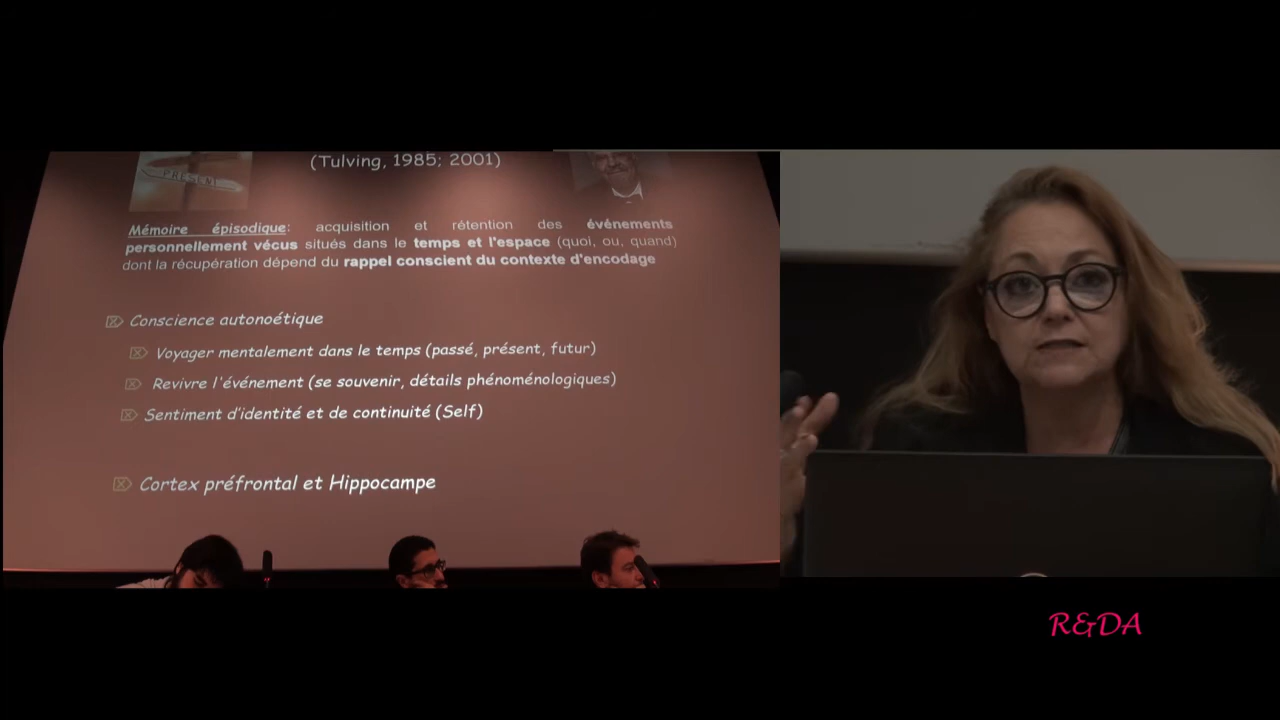 (Tulving, 1985; 2001)
PRESENT
Mémoire épisodique: acquisition et rétention des événements
personnellement vécus situés dans le temps et l'espace (quoi, ou, quand)
dont la récupération dépend du rappel conscient du contexte d'encodage
Conscience autonoétique
Voyager mentalement dans le temps (passé, présent, futur)
Revivre l'événement (se souvenir, détails phénoménologiques)
Sentiment d'identité et de continuité (Self)
Cortex préfrontal et Hippocampe
R&DA